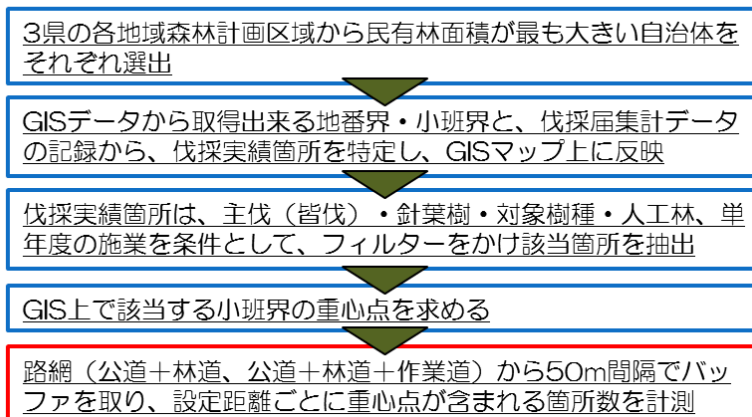 3県の各地域森林計画区域から民有林面積が最も大きい自治体を
それぞれ選出
GISデータから取得出来る地番界・小班界と、伐採届集計データ
の記録から、伐採実績箇所を特定し、GISマップ上に反映
伐採実績箇所は、主伐（皆伐）・針葉樹・対象樹種・人工林、単
年度の施業を条件として、フィルターをかけ該当箇所を抽出
GIS上で該当する小班界の重心点を求める
路網（公道＋林道、公道＋林道＋作業道）から50m間隔でバッ
ファを取り、設定距離ごとに重心点が含まれる箇所数を計測